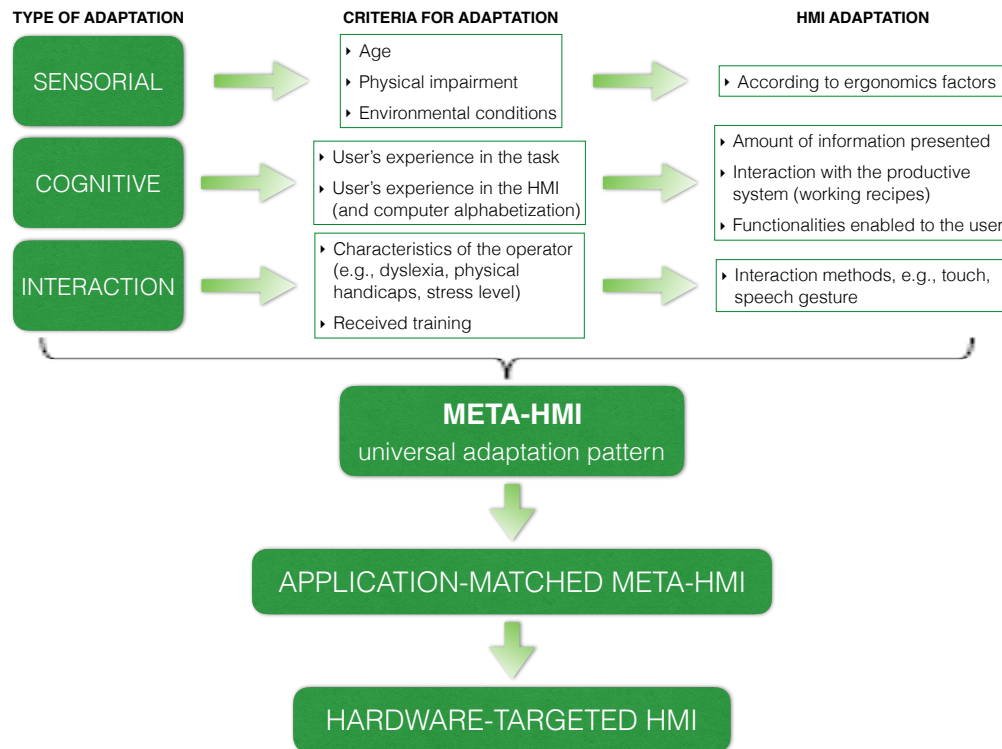 TYPE OF ADAPTATION
CRITERIA FOR ADAPTATION
HMI ADAPTATION
SENSORIAL
‣ Age
‣ Physical impairment
‣ Environmental conditions
‣ According to ergonomics factors
COGNITIVE
‣ User's experience in the task
‣ User's experience in the HMI
(and computer alphabetization)
‣ Amount of information presented
‣ Interaction with the productive
system (working recipes)
‣ Functionalities enabled to the user
INTERACTION
‣ Characteristics of the operator
(e.g., dyslexia, physical
handicaps, stress level)
‣ Received training
‣ Interaction methods, e.g., touch,
speech gesture
META-HMI
universal adaptation pattern
APPLICATION-MATCHED META-HMI
HARDWARE-TARGETED HMI